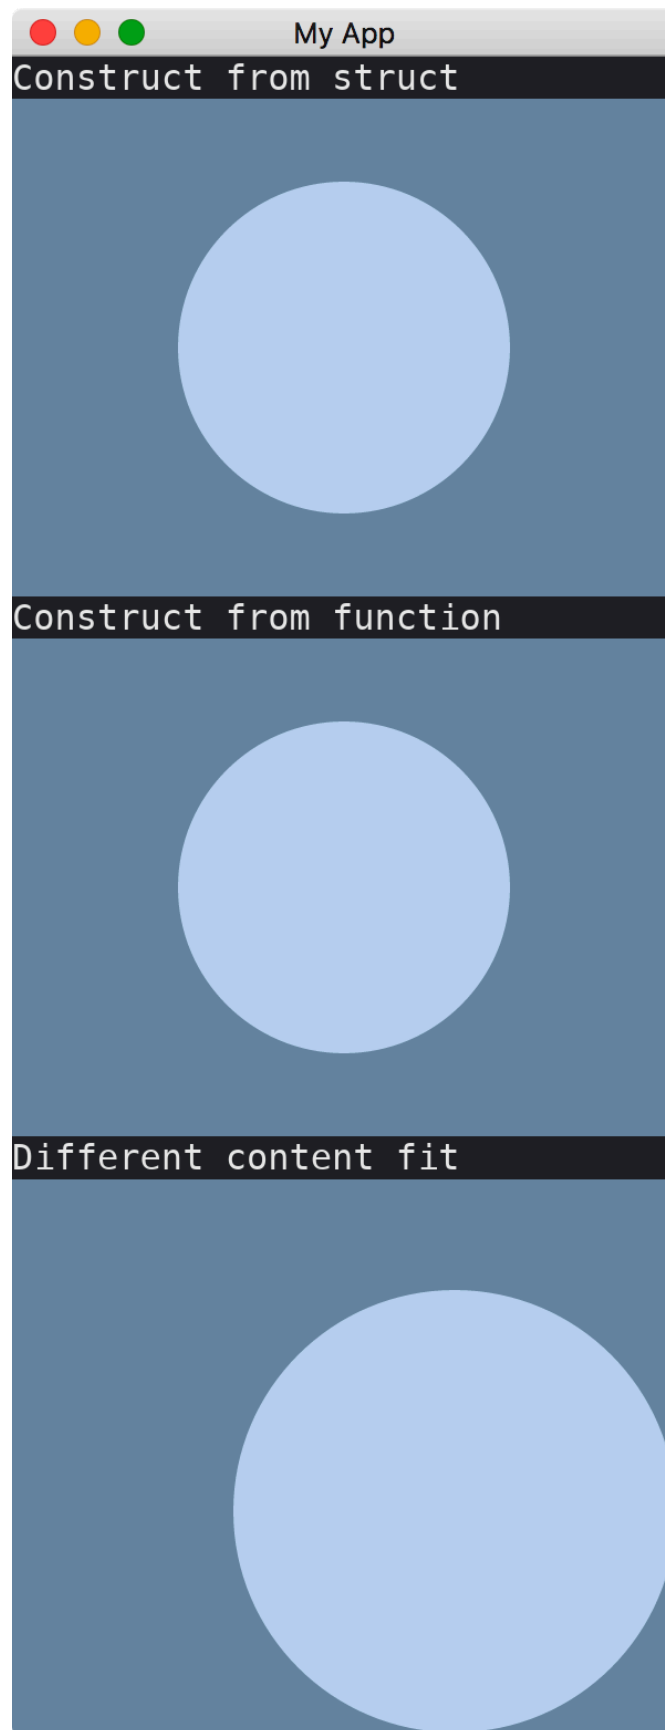 My App
Construct from struct
Construct from function
Different content fit